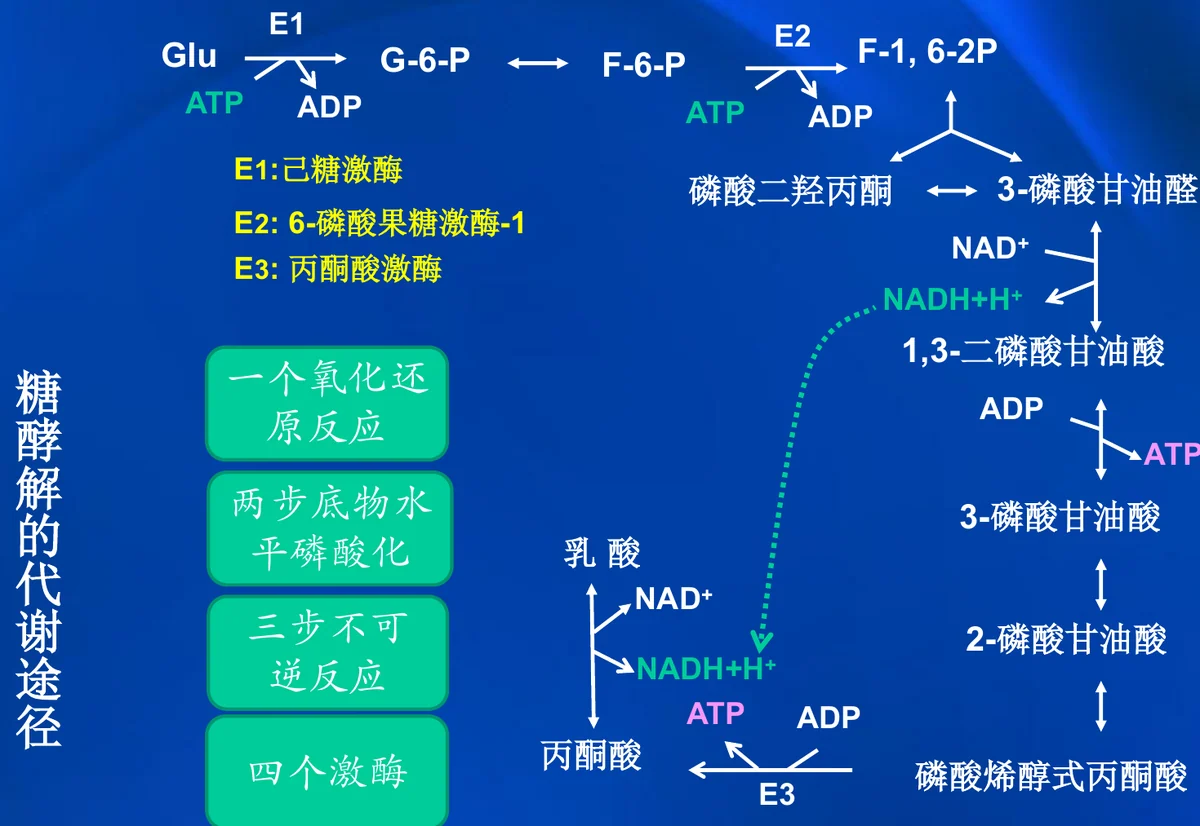 E1
Glu
G-6-P
F-6-P
E2
F-1, 6-2P
ATP
ADP
ATP
ADP
E1:己糖激酶
E2: 6-磷酸果糖激酶-1
E3: 丙酮酸激酶
磷酸二羟丙酮
3-磷酸甘油醛
NAD+
NADH+H+
1,3-二磷酸甘油酸
ADP
ATP
3-磷酸甘油酸
2-磷酸甘油酸
磷酸烯醇式丙酮酸
ADP
ATP
E3
丙酮酸
NADH+H+
NAD+
乳 酸
糖酵解的代谢途径
一个氧化还
原反应
两步底物水
平磷酸化
三步不可
逆反应
四个激酶